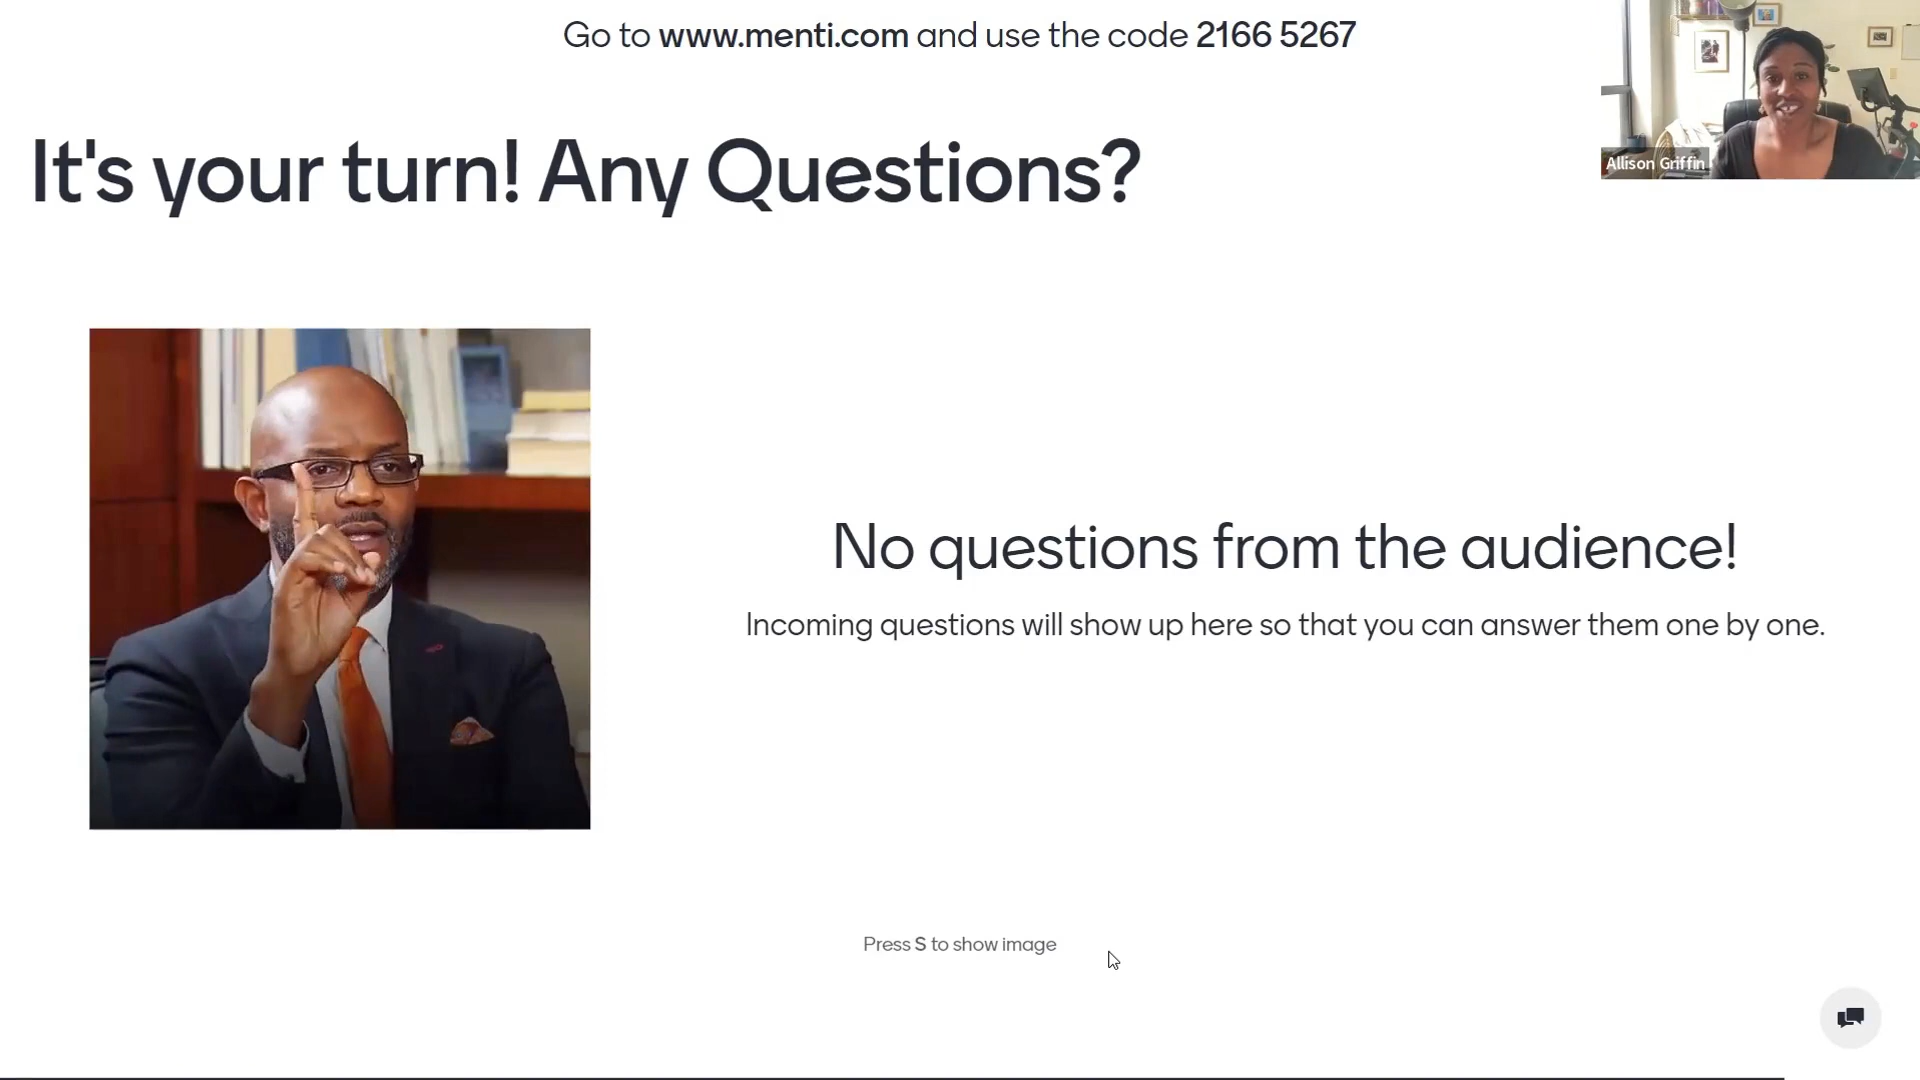 Go to www.menti.com and use the code 2166 5267
Allison Griffin
It's your turn! Any Questions?
No questions from the audience!
Incoming questions will show up here so that you can answer them one by one.
Press S to show image